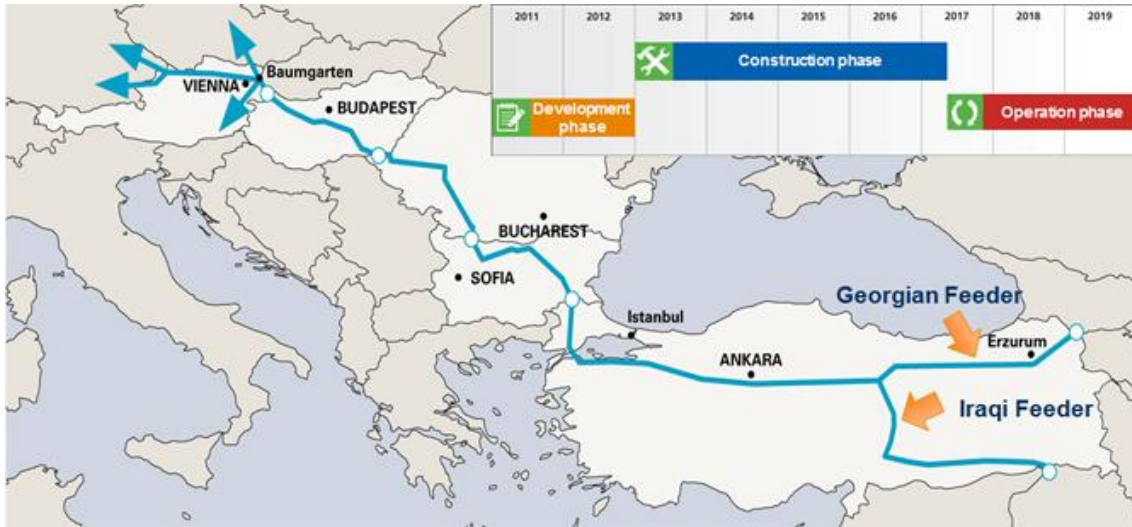 2011 2012 2013 2014 2015 2016 2017 2018 2019
Construction phase
Development
phase
Operation phase
Baumgarten
VIENNA
BUDAPEST
BUCHAREST
SOFIA
Istanbul
ANKARA
Georgian Feeder
Erzurum
Iraqi Feeder